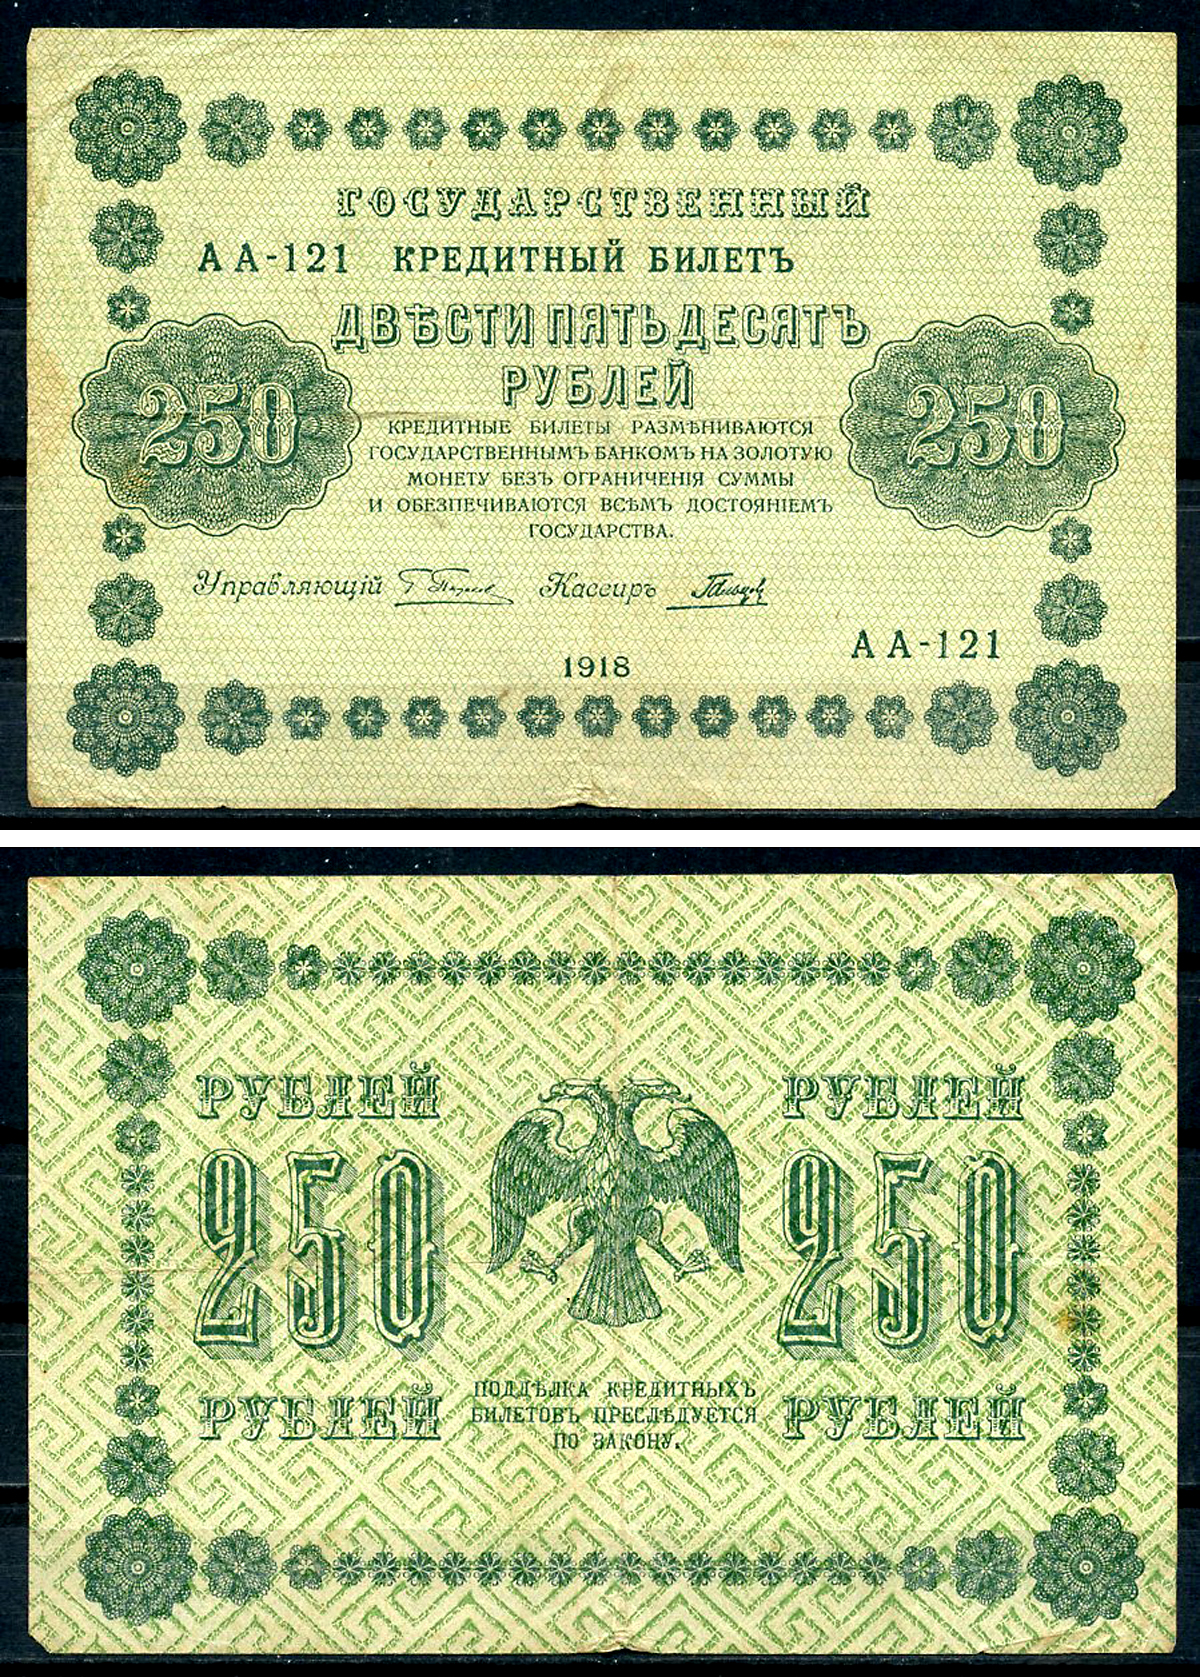 ГОСУДАРСТВЕННЫЙ
АА-121 КРЕДИТНЫЙ БИЛЕТЪ
ДВѢСТИ ПЯТЬДЕСЯТЪ
РУБЛЕЙ
250 250
КРЕДИТНЫЕ БИЛЕТЫ РАЗМѢНИВАЮТСЯ
ГОСУДАРСТВЕННЫМЪ БАНКОМЪ НА ЗОЛОТУЮ
МОНЕТУ БЕЗЪ ОГРАНИЧЕНІЯ СУММЫ
И ОБЕЗПЕЧИВАЮТСЯ ВСѢМЪ ДОСТОЯНІЕМЪ
ГОСУДАРСТВА.
Управляющій Кассиръ
АА-121
1918
РУБЛЕЙ РУБЛЕЙ
250 250
РУБЛЕЙ РУБЛЕЙ
ПОДДѢЛКА КРЕДИТНЫХЪ
БИЛЕТОВЪ ПРЕСЛѢДУЕТСЯ
ПО ЗАКОНУ.